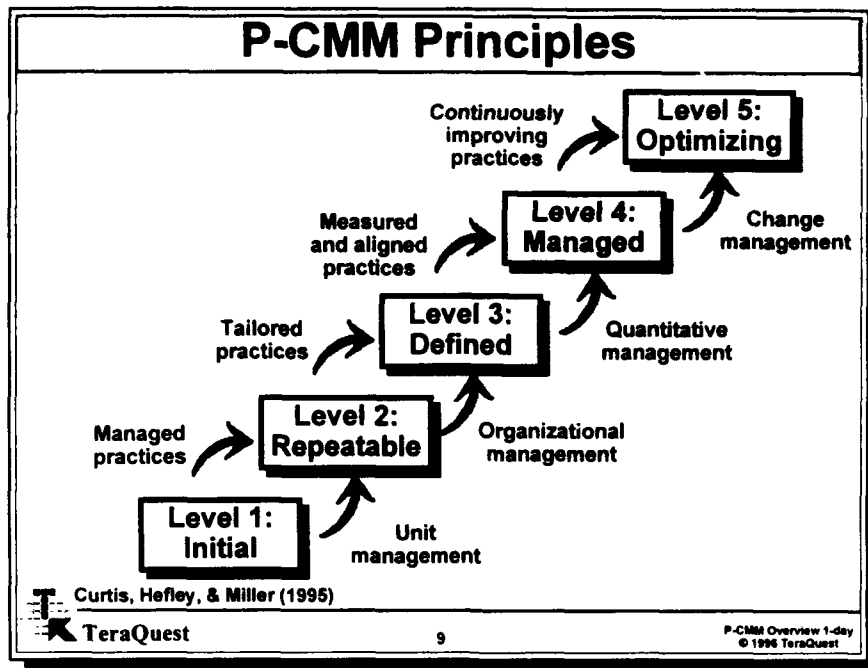 P-CMM Principles
Continuously
improving
practices
Level 5:
Optimizing
Measured
and aligned
practices
Level 4:
Managed
Change
management
Tailored
practices
Level 3:
Defined
Quantitative
management
Managed
practices
Level 2:
Repeatable
Organizational
management
Level 1:
Initial
Unit
management
Curtis, Hefley, & Miller (1995)
T
TeraQuest
9
P-CMM Overview 1-day
© 1996 TeraQuest